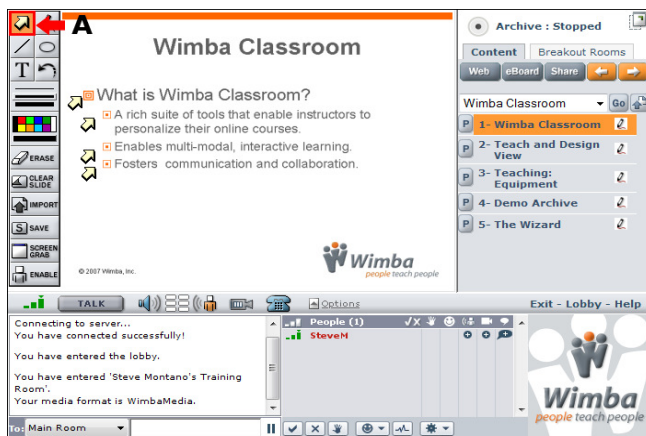 A
T
ERASE
CLEAR
SLIDE
IMPORT
S SAVE
SCREEN
GRAB
ENABLE
Wimba Classroom
What is Wimba Classroom?
A rich suite of tools that enable instructors to
personalize their online courses.
Enables multi-modal, interactive learning.
Fosters communication and collaboration.
© 2007 Wimba, Inc.
Wimba
people teach people
Archive : Stopped
Content Breakout Rooms
Web eBoard Share
Wimba Classroom Go
P 1- Wimba Classroom
P 2- Teach and Design
View
P 3- Teaching:
Equipment
P 4- Demo Archive
P 5- The Wizard
TALK Options Exit - Lobby - Help
Connecting to server...
You have connected successfully!
You have entered the lobby.
You have entered 'Steve Montano's Training
Room'.
Your media format is WimbaMedia.
To: Main Room
People (1)
SteveM
Wimba
people teach people